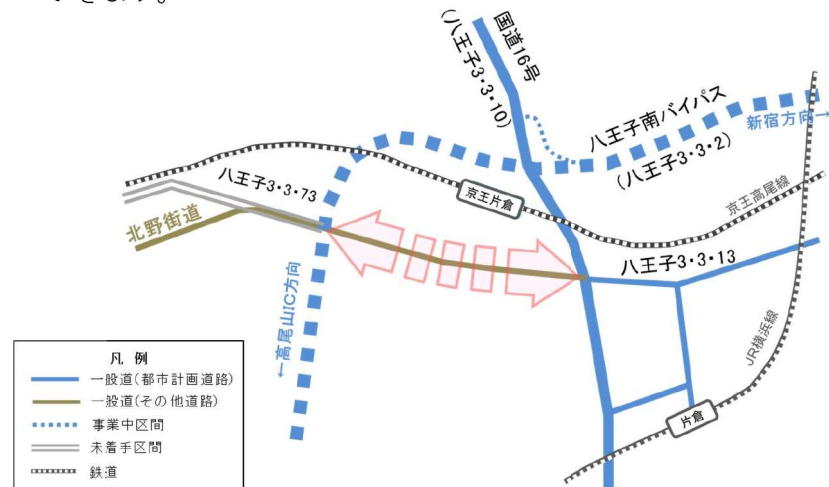 国道16号
(八王子3・3・10)
八王子南バイパス
(八王子3・3・2)
新宿方向→
八王子3・3・73
京王片倉
京王高尾線
北野街道
八王子3・3・13
←高尾山IC方向
JR横浜線
片倉
凡 例
一般道(都市計画道路)
一般道(その他道路)
事業中区間
未着手区間
鉄道